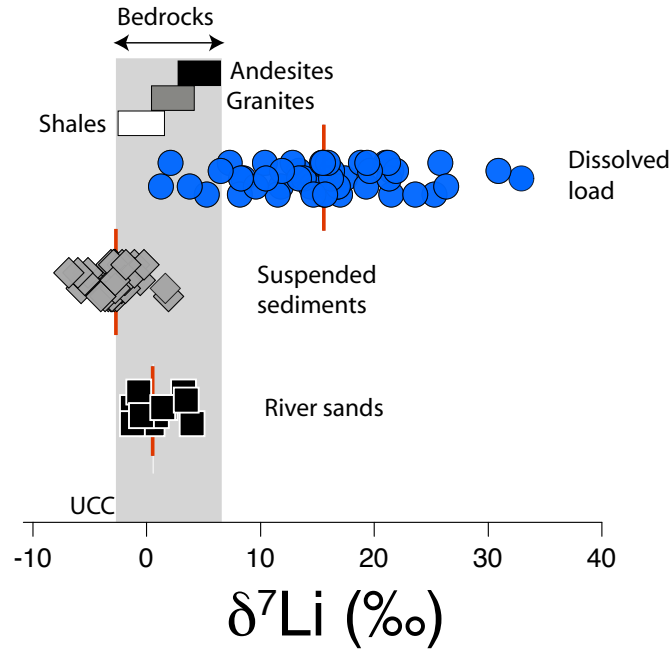 Bedrocks
Andesites
Granites
Shales
Dissolved
load
Suspended
sediments
River sands
UCC
-10 0 10 20 30 40
δ⁷Li (‰)